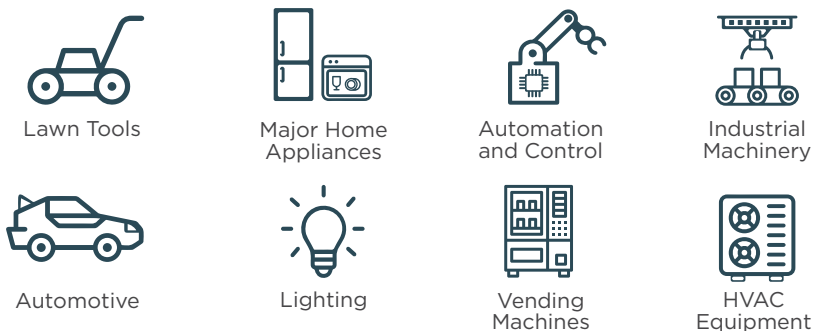 Lawn Tools
Major Home
Appliances
Automation
and Control
Industrial
Machinery
Automotive
Lighting
Vending
Machines
HVAC
Equipment